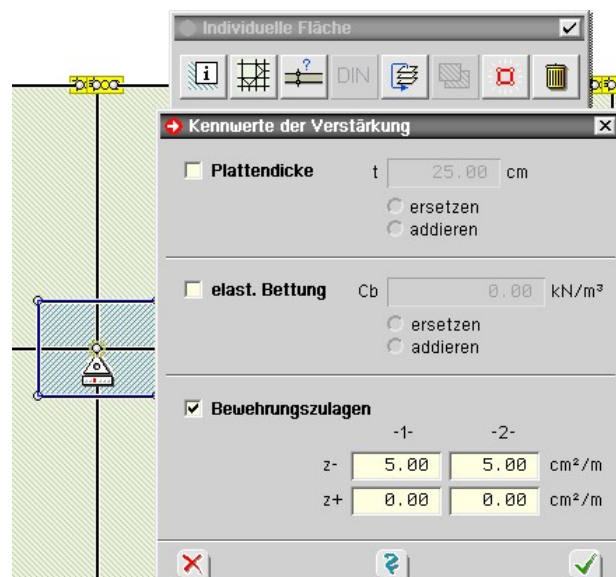 Individuelle Fläche
i
?
DIN
Kennwerte der Verstärkung
Plattendicke t 25.00 cm
ersetzen
addieren
elast. Bettung Cb 0.00 kN/m³
ersetzen
addieren
Bewehrungszulagen
-1- -2-
z- 5.00 5.00 cm²/m
z+ 0.00 0.00 cm²/m
?